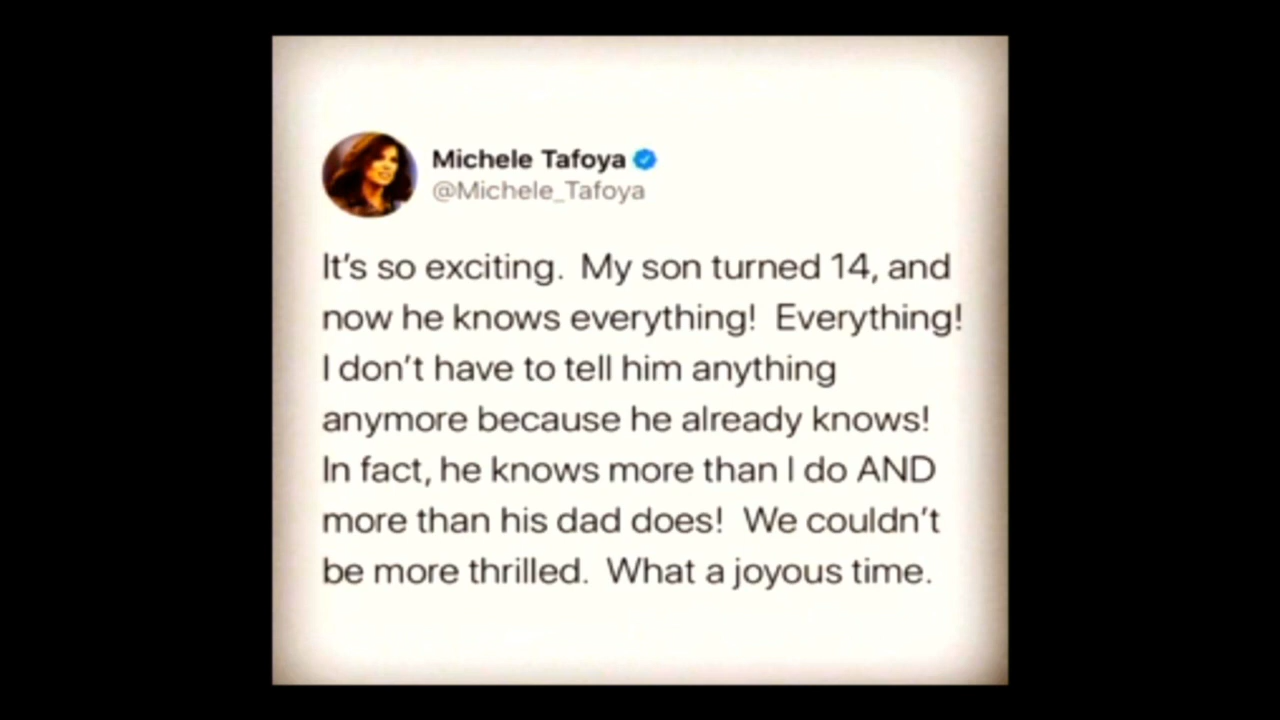 Michele Tafoya
@Michele_Tafoya
It's so exciting.  My son turned 14, and
now he knows everything!  Everything!
I don't have to tell him anything
anymore because he already knows!
In fact, he knows more than I do AND
more than his dad does!  We couldn't
be more thrilled.  What a joyous time.